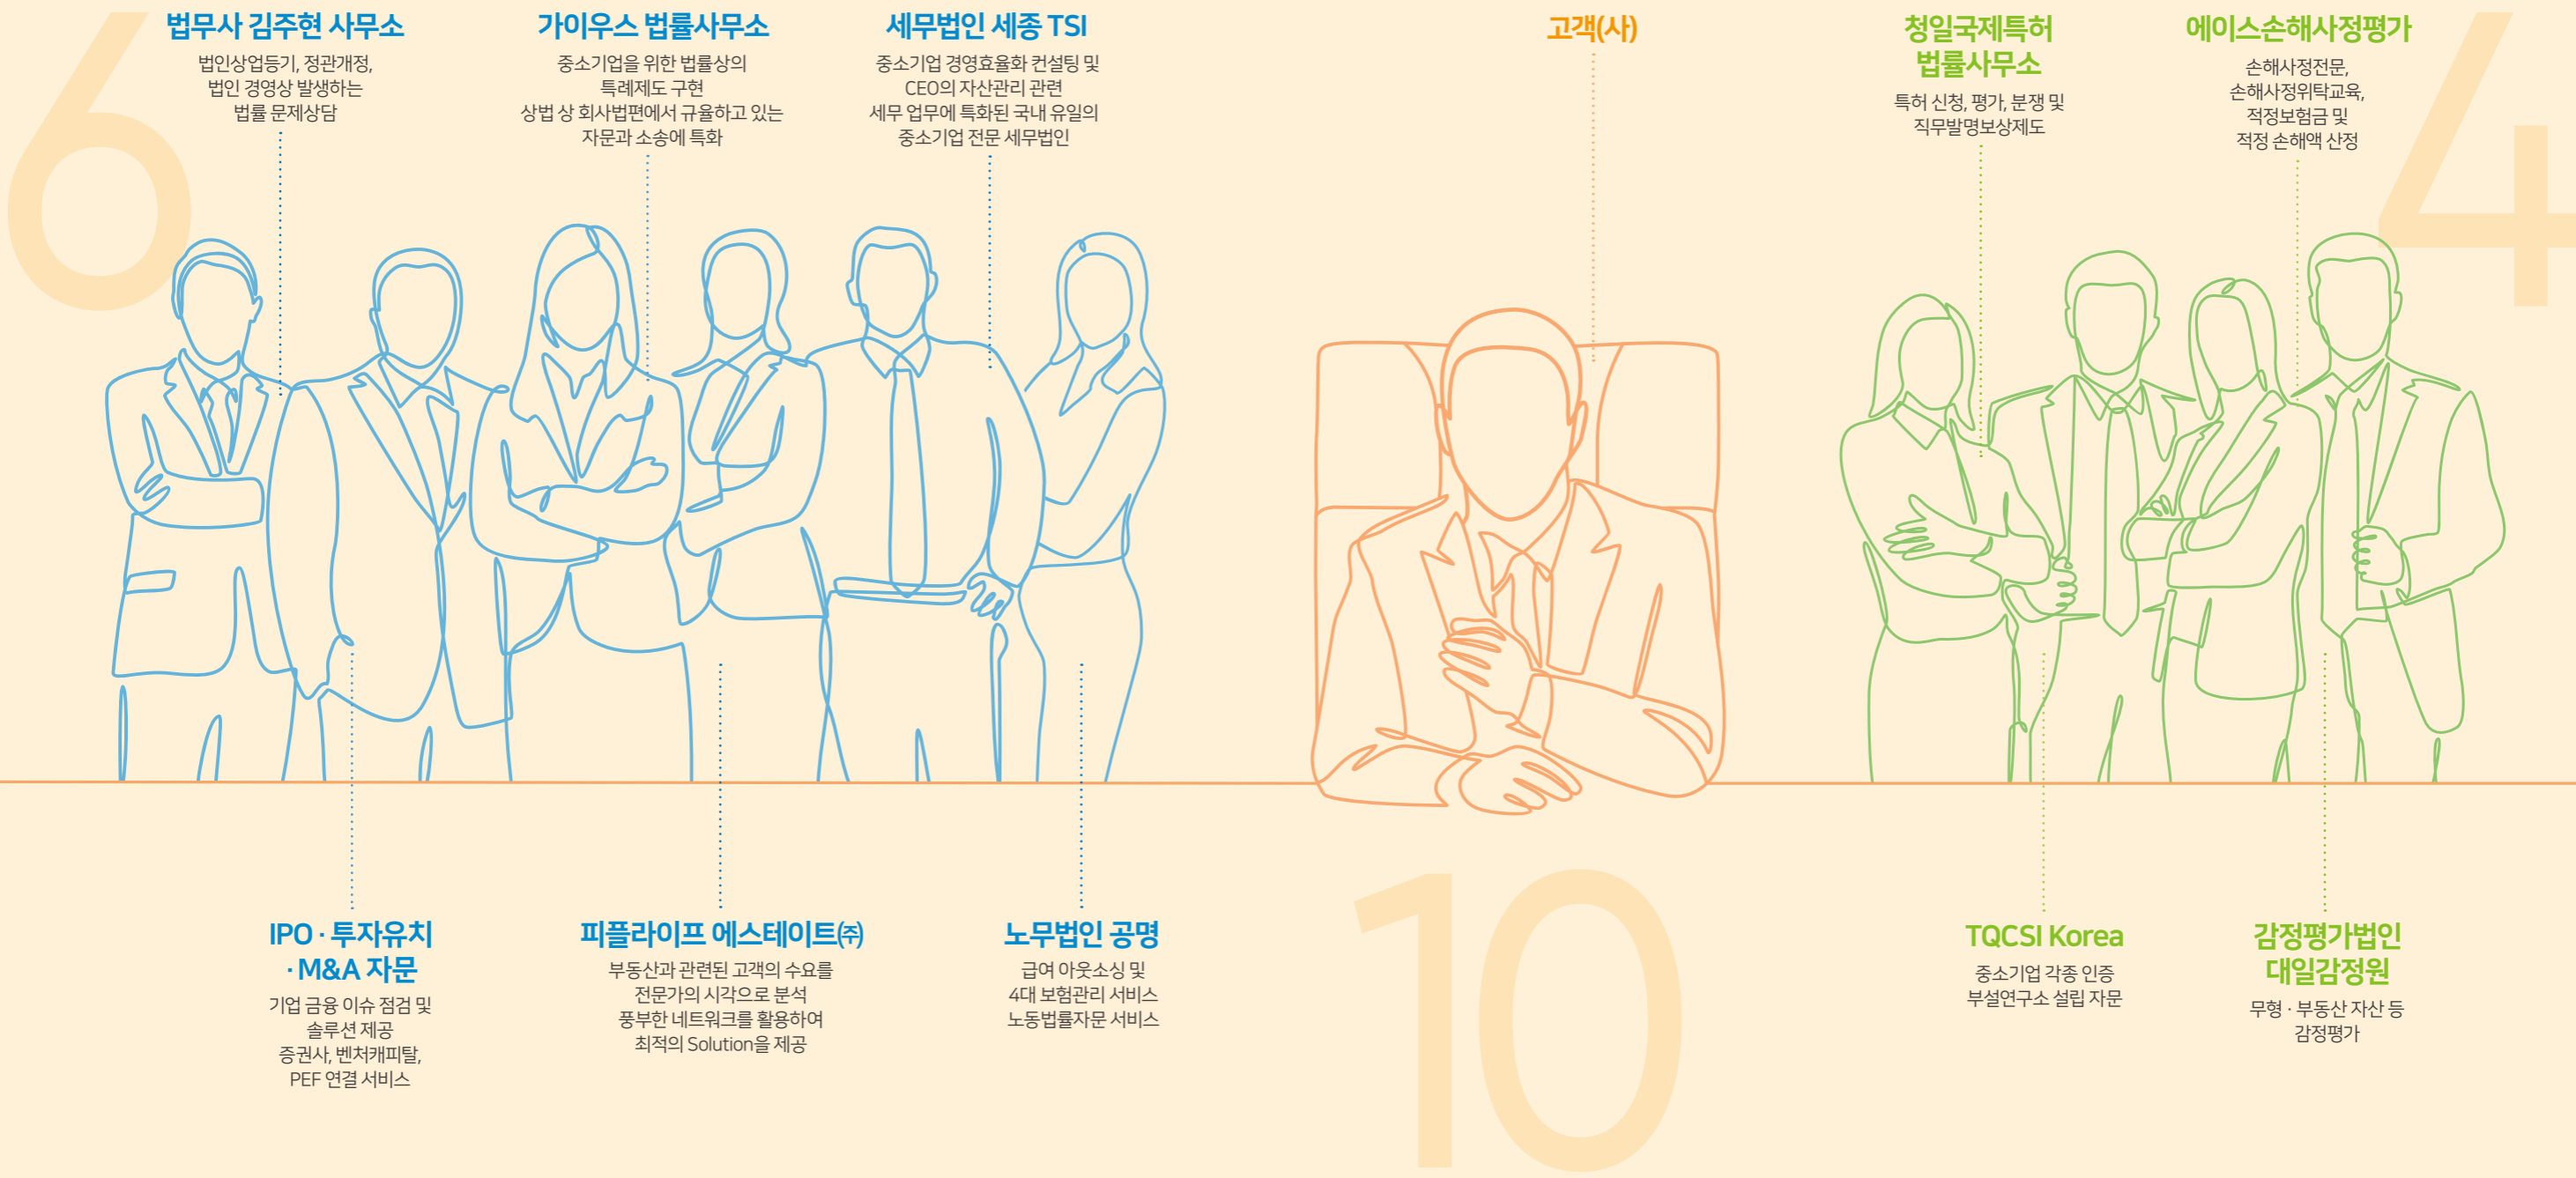 6
법무사 김주현 사무소
법인상업등기, 정관개정,
법인 경영상 발생하는
법률 문제상담
가이우스 법률사무소
중소기업을 위한 법률상의
특례제도 구현
상법 상 회사법편에서 규율하고 있는
자문과 소송에 특화
세무법인 세종 TSI
중소기업 경영효율화 컨설팅 및
CEO의 자산관리 관련
세무 업무에 특화된 국내 유일의
중소기업 전문 세무법인
고객(사)
청일국제특허
법률사무소
특허 신청, 평가, 분쟁 및
직무발명보상제도
에이스손해사정평가
손해사정전문,
손해사정위탁교육,
적정보험금 및
적정 손해액 산정
4
IPO · 투자유치
· M&A 자문
기업 금융 이슈 점검 및
솔루션 제공
증권사, 벤처캐피탈,
PEF 연결 서비스
피플라이프 에스테이트㈜
부동산과 관련된 고객의 수요를
전문가의 시각으로 분석
풍부한 네트워크를 활용하여
최적의 Solution을 제공
노무법인 공명
급여 아웃소싱 및
4대 보험관리 서비스
노동법률자문 서비스
10
TQCSI Korea
중소기업 각종 인증
부설연구소 설립 자문
감정평가법인
대일감정원
무형 · 부동산 자산 등
감정평가